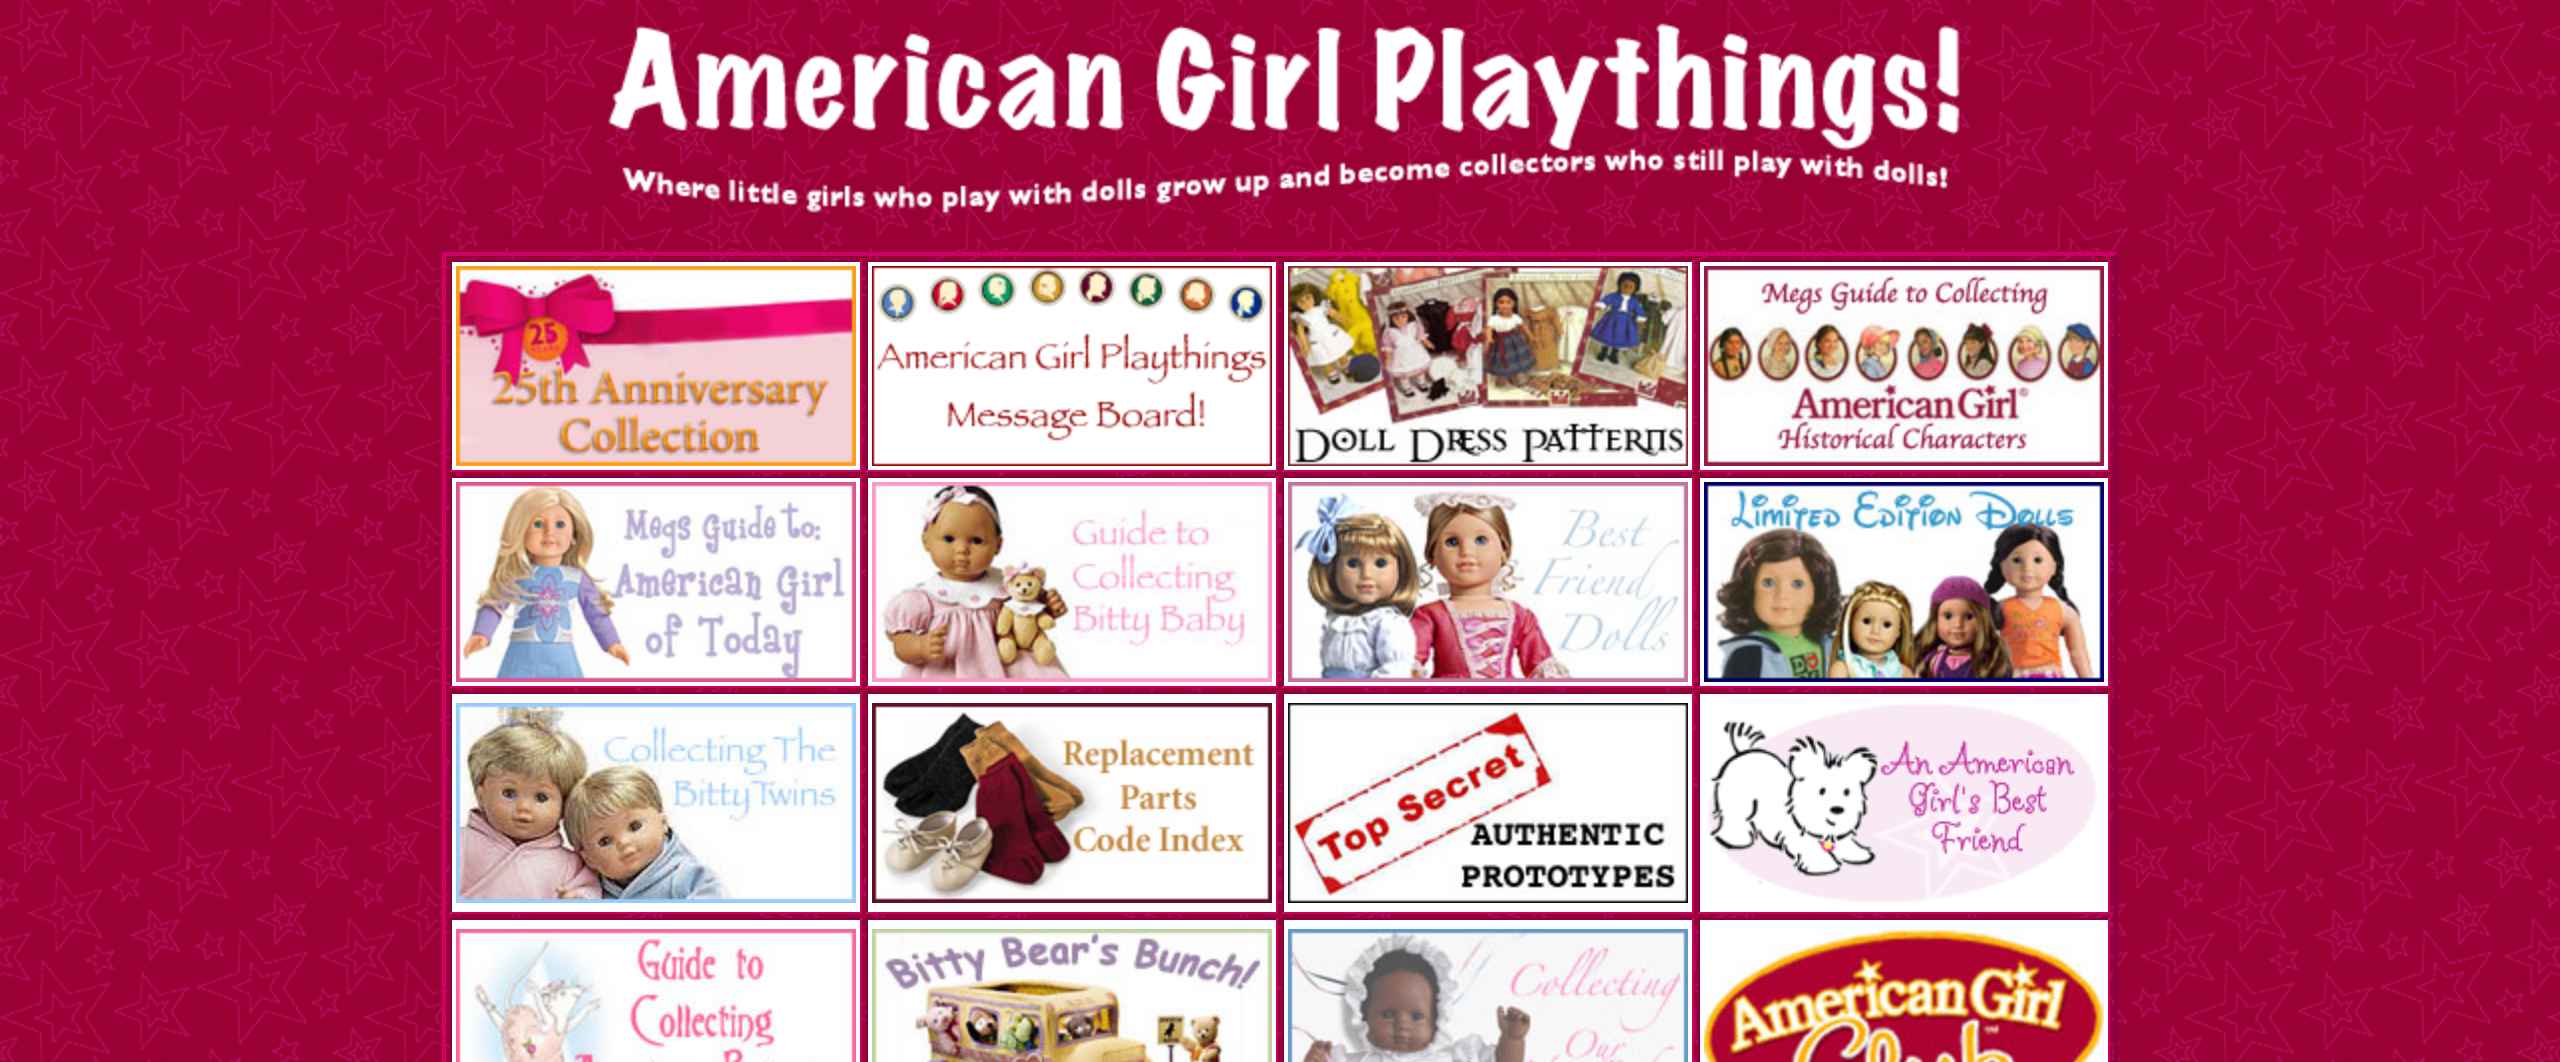 American Girl Playthings!
Where little girls who play with dolls grow up and become collectors who still play with dolls!
25
25th Anniversary
Collection
American Girl Playthings
Message Board!
DOLL DRESS PATTERNS
Megs Guide to Collecting
American Girl®
Historical Characters
Megs Guide to:
American Girl
of Today
Guide to
Collecting
Bitty Baby
Best
Friend
Dolls
Limited Edition Dolls
Collecting The
Bitty Twins
Replacement
Parts
Code Index
Top Secret
AUTHENTIC
PROTOTYPES
An American
Girl's Best
Friend
Guide to
Collecting
Bitty Bear's Bunch!
Collecting
Our
American Girl
Club™